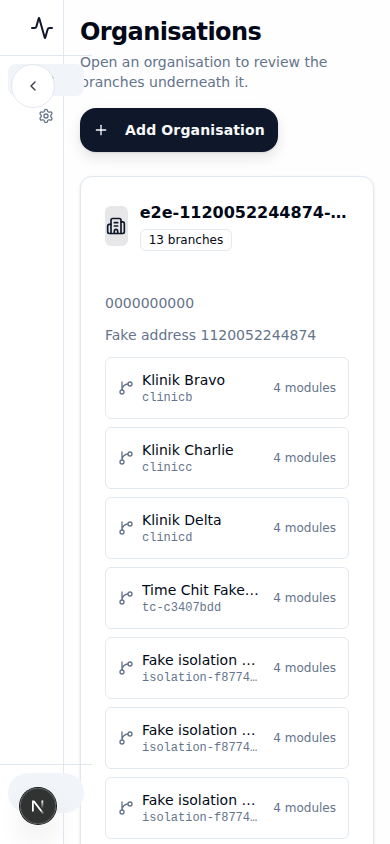 Organisations
Open an organisation to review the
branches underneath it.
Add Organisation
e2e-1120052244874-...
13 branches
0000000000
Fake address 1120052244874
Klinik Bravo
clinicb
4 modules
Klinik Charlie
clinicc
4 modules
Klinik Delta
clinicd
4 modules
Time Chit Fake...
tc-c3407bdd
4 modules
Fake isolation ...
isolation-f8774...
4 modules
Fake isolation ...
isolation-f8774...
4 modules
Fake isolation ...
isolation-f8774...
4 modules
N